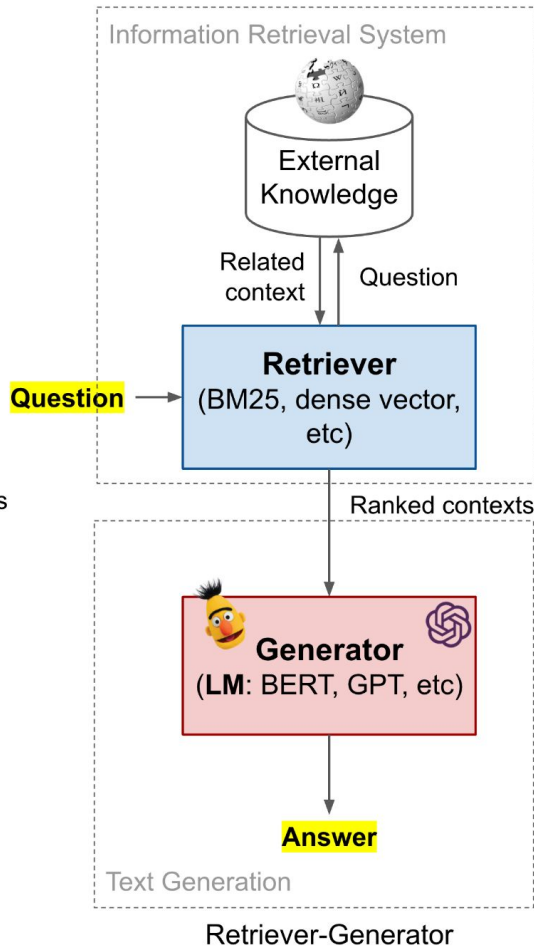 Information Retrieval System
External
Knowledge
Related
context
Question
Retriever
Question
(BM25, dense vector,
etc)
s
Ranked contexts
Generator
(LM: BERT, GPT, etc)
Answer
Text Generation
Retriever-Generator